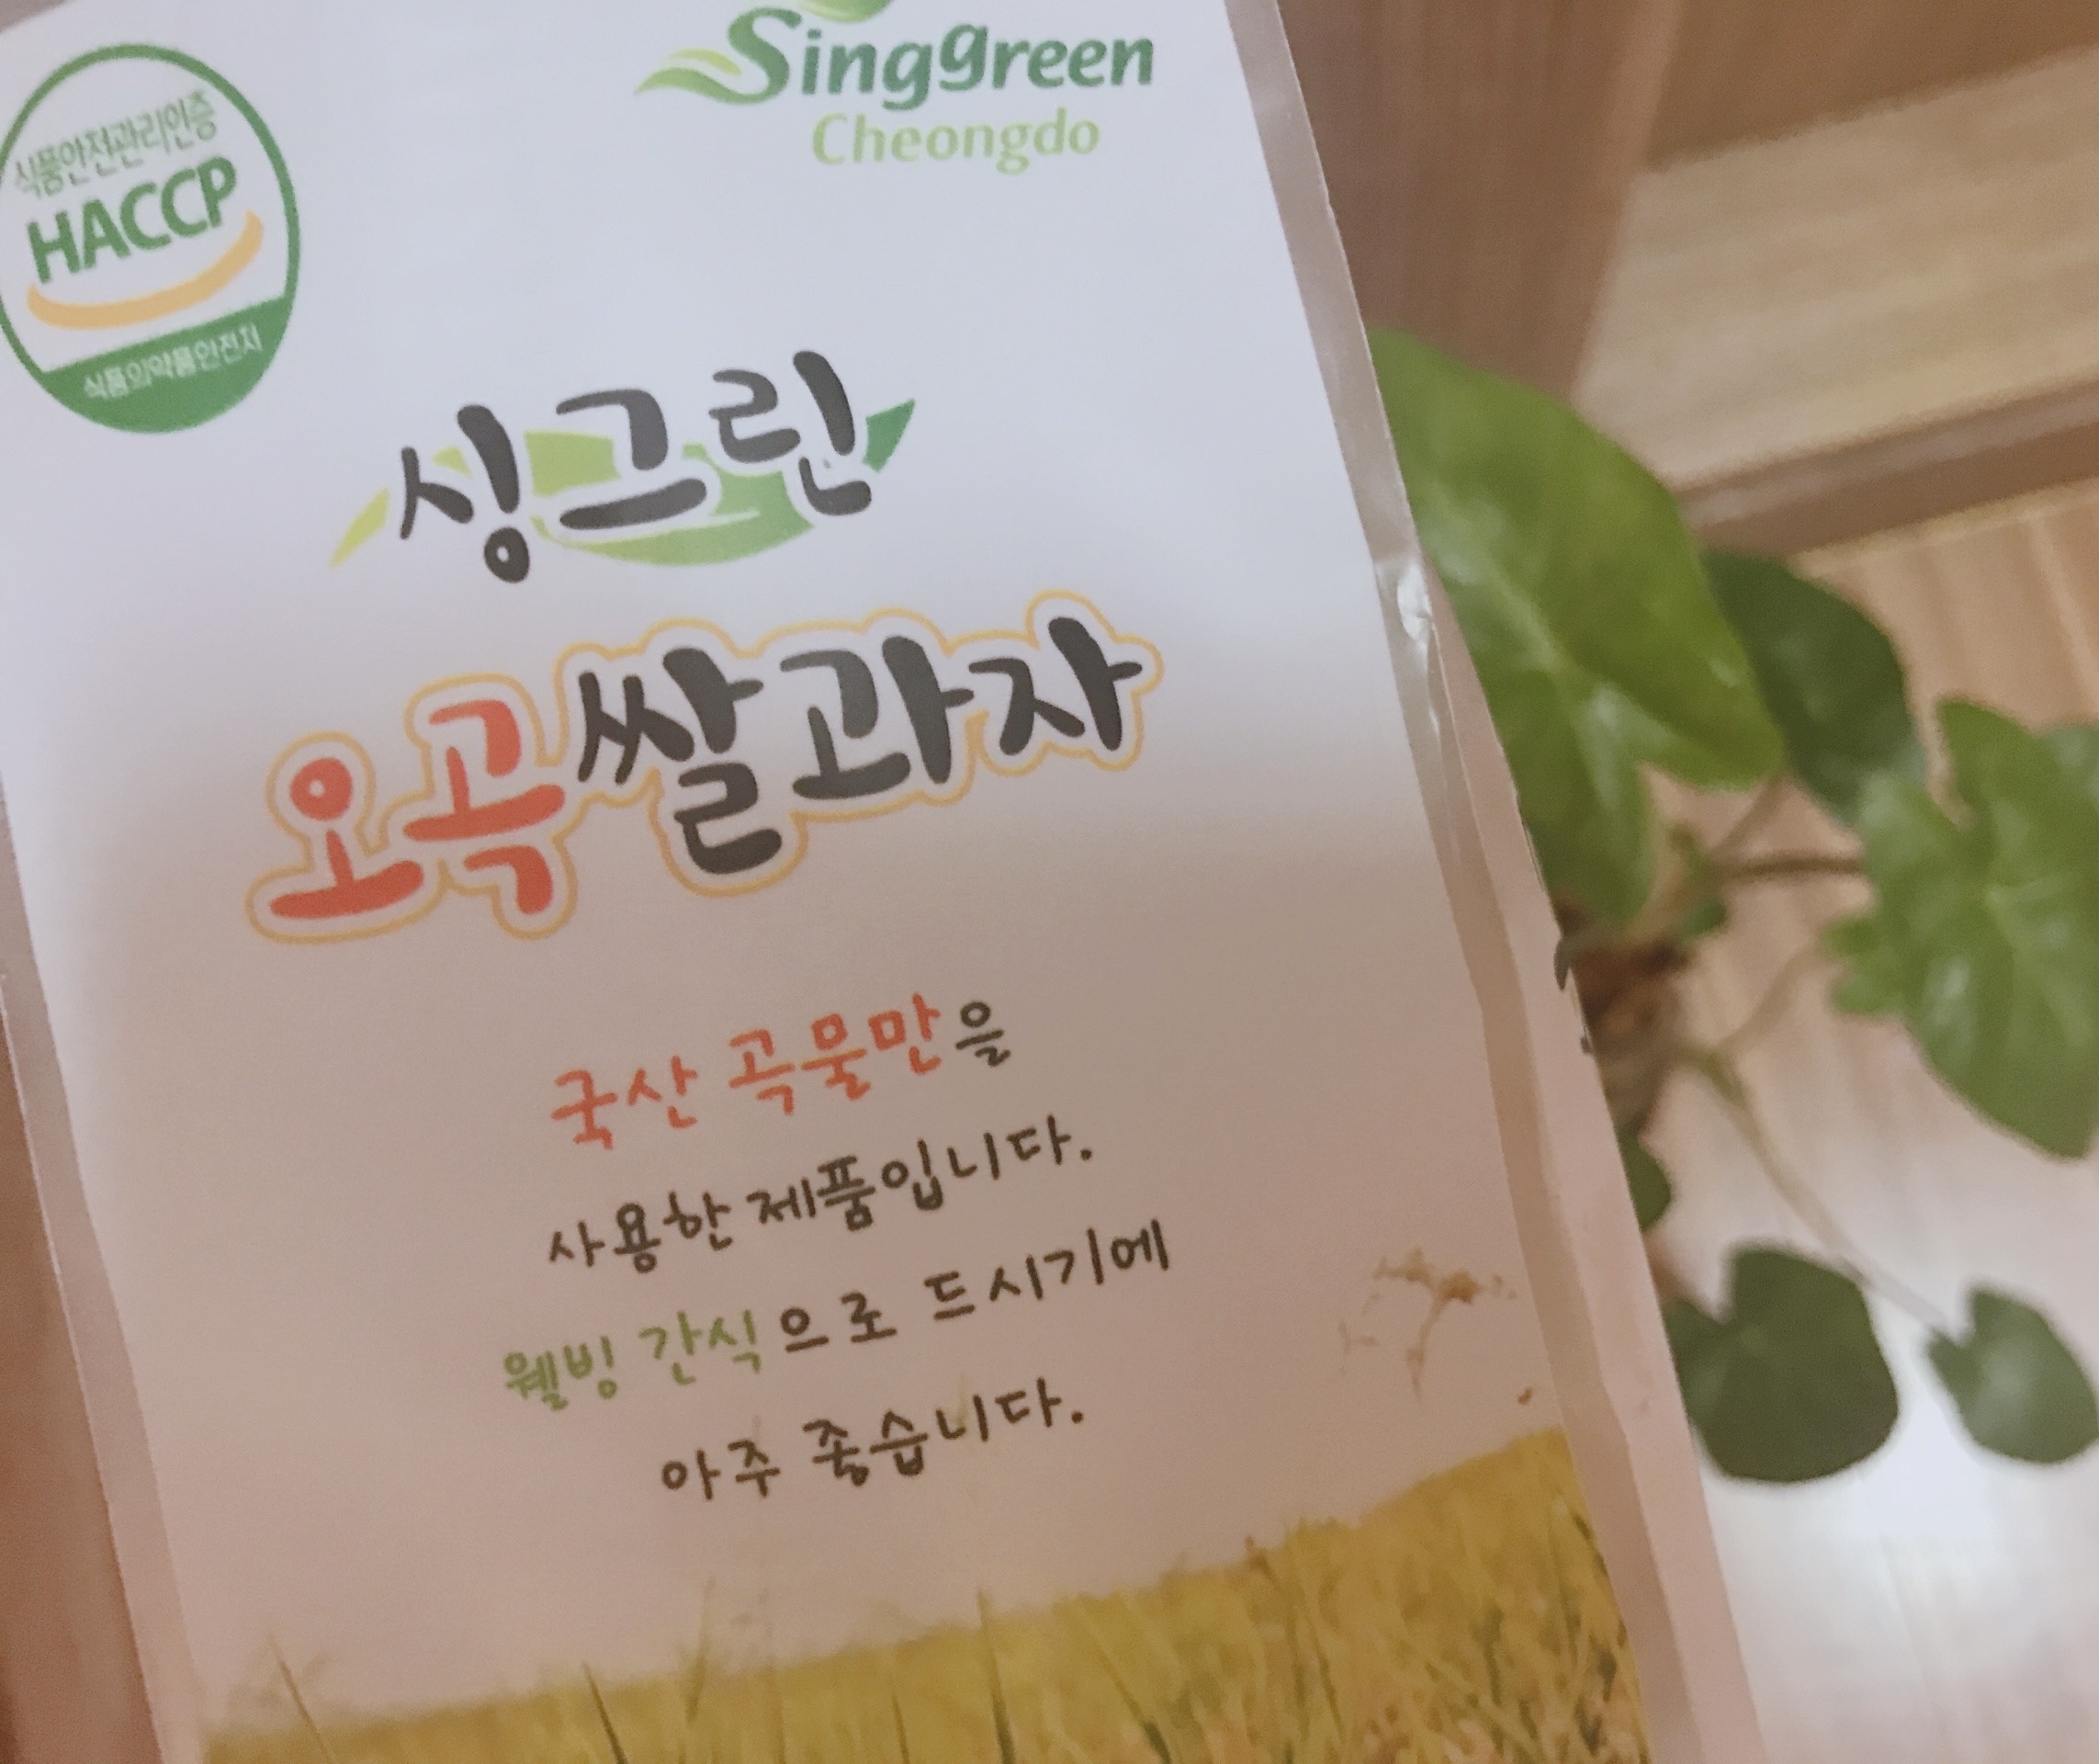 Singgreen
Cheongdo
식품안전관리인증
HACCP
식품의약품안전처
싱그린
오곡쌀과자
국산 곡물만을
사용한 제품입니다.
웰빙 간식으로 드시기에
아주 좋습니다.